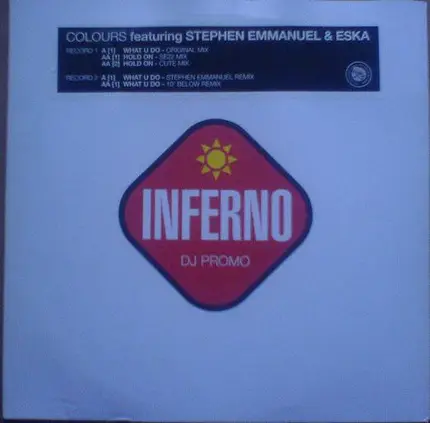 COLOURS featuring STEPHEN EMMANUEL & ESKA
RECORD 1 A [1] WHAT U DO - ORIGINAL MIX
AA [1] HOLD ON - SE22 MIX
AA [2] HOLD ON - CUTE MIX
RECORD 2 A [1] WHAT U DO - STEPHEN EMMANUEL REMIX
AA [1] WHAT U DO - 10° BELOW REMIX
INFERNO
DJ PROMO